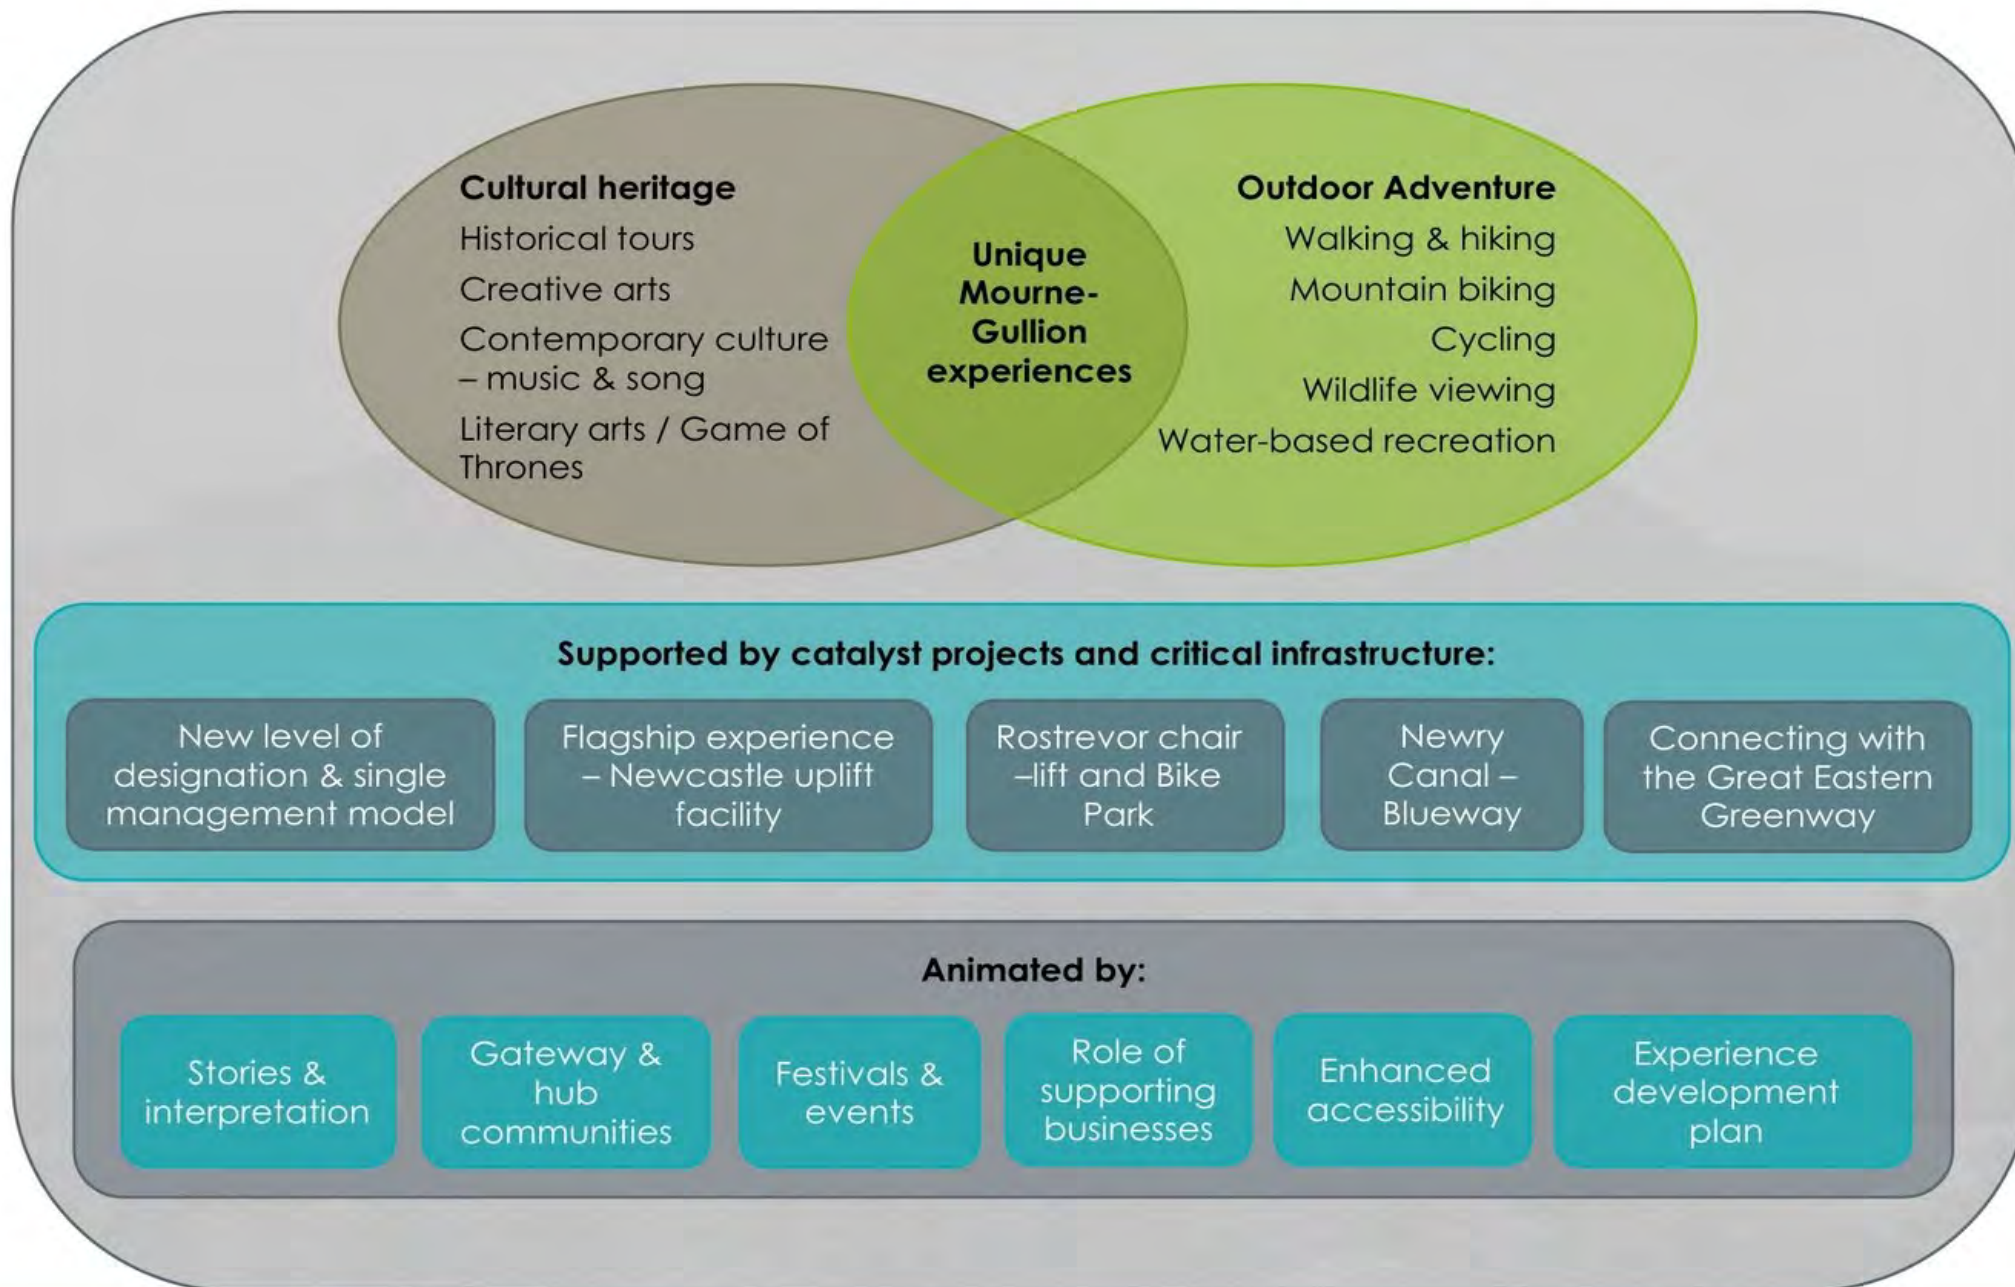 Cultural heritage
Historical tours
Creative arts
Contemporary culture
– music & song
Literary arts / Game of
Thrones
Unique
Mourne-
Gullion
experiences
Outdoor Adventure
Walking & hiking
Mountain biking
Cycling
Wildlife viewing
Water-based recreation
Supported by catalyst projects and critical infrastructure:
New level of
designation & single
management model
Flagship experience
– Newcastle uplift
facility
Rostrevor chair
–lift and Bike
Park
Newry
Canal –
Blueway
Connecting with
the Great Eastern
Greenway
Animated by:
Stories &
interpretation
Gateway &
hub
communities
Festivals &
events
Role of
supporting
businesses
Enhanced
accessibility
Experience
development
plan